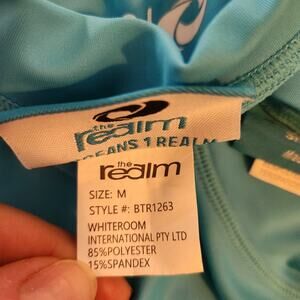 the
realm
OCEANS 1 REALM
the
realm
SIZE: M
STYLE #: BTR1263
WHITEROOM
INTERNATIONAL PTY LTD
85%POLYESTER
15%SPANDEX